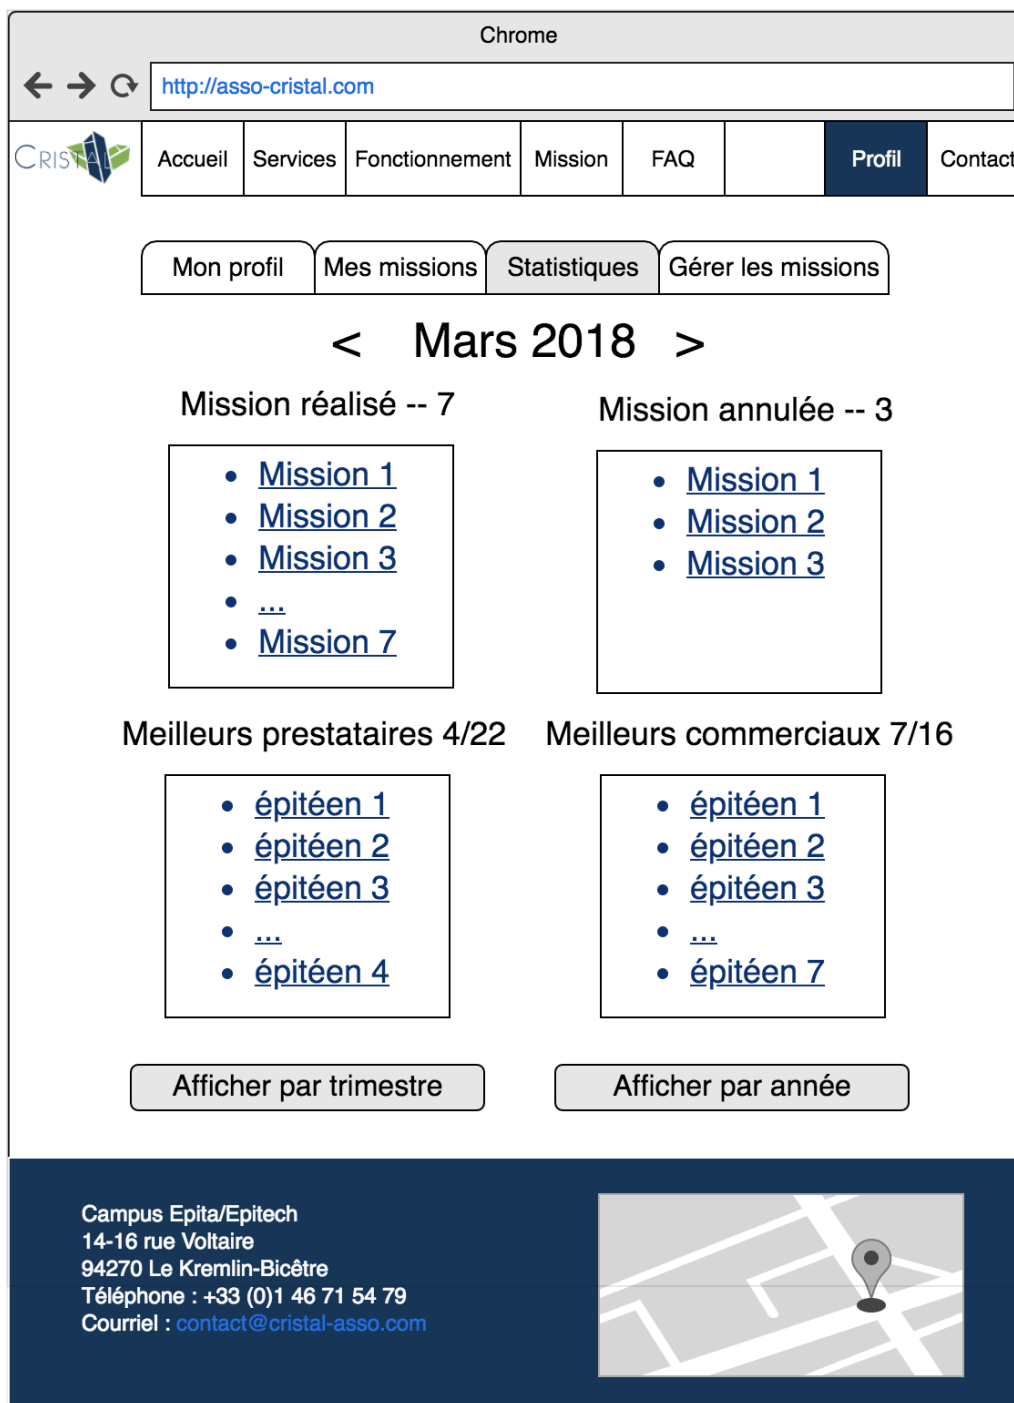 Chrome
http://asso-cristal.com
CRISTAL
Accueil Services Fonctionnement Mission FAQ Profil Contact
Mon profil Mes missions Statistiques Gérer les missions
< Mars 2018 >
Mission réalisé -- 7
Mission annulée -- 3
• Mission 1
• Mission 2
• Mission 3
• ...
• Mission 7
• Mission 1
• Mission 2
• Mission 3
Meilleurs prestataires 4/22
Meilleurs commerciaux 7/16
• épitéen 1
• épitéen 2
• épitéen 3
• ...
• épitéen 4
• épitéen 1
• épitéen 2
• épitéen 3
• ...
• épitéen 7
Afficher par trimestre
Afficher par année
Campus Epita/Epitech
14-16 rue Voltaire
94270 Le Kremlin-Bicêtre
Téléphone : +33 (0)1 46 71 54 79
Courriel : contact@cristal-asso.com